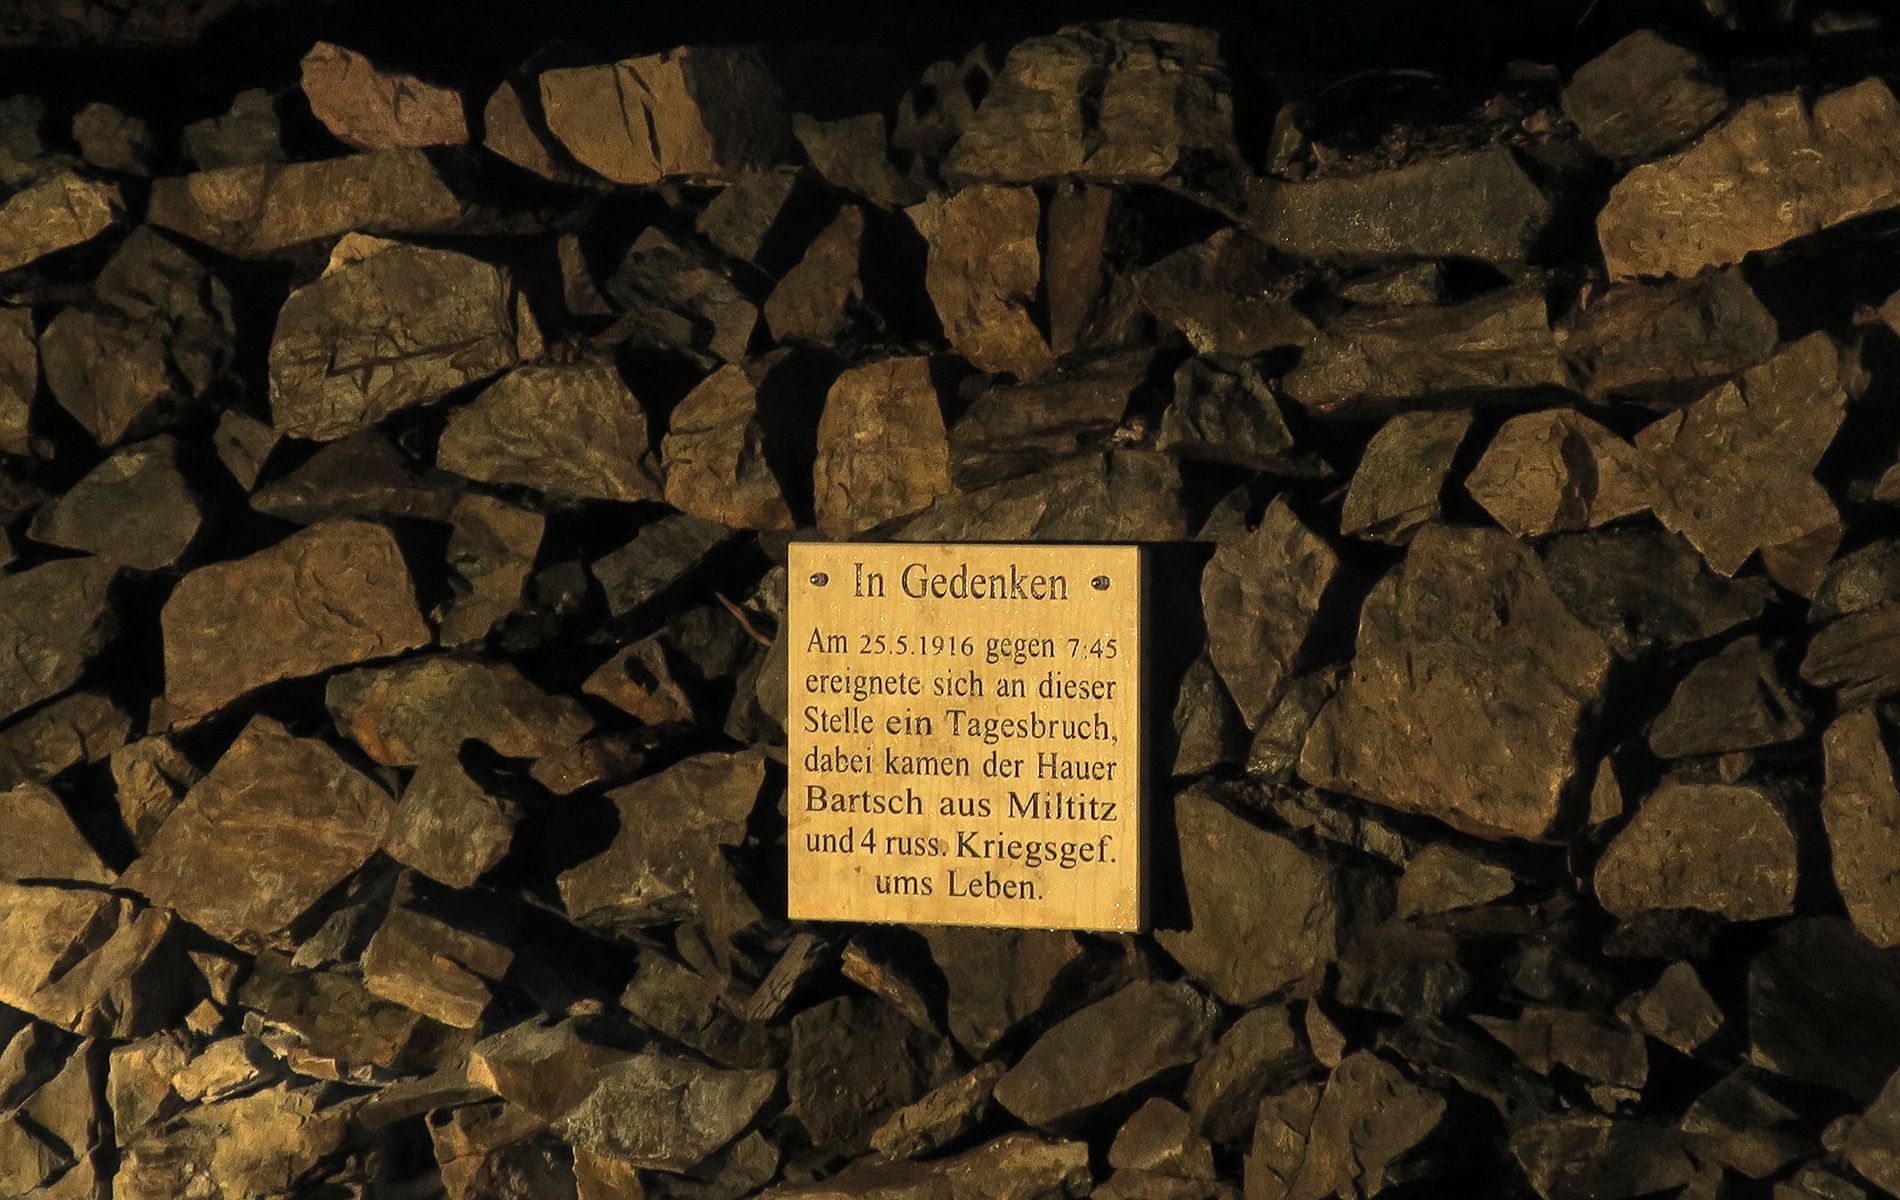 In Gedenken
Am 25.5.1916 gegen 7:45
ereignete sich an dieser
Stelle ein Tagesbruch,
dabei kamen der Hauer
Bartsch aus Miltitz
und 4 russ. Kriegsgef.
ums Leben.